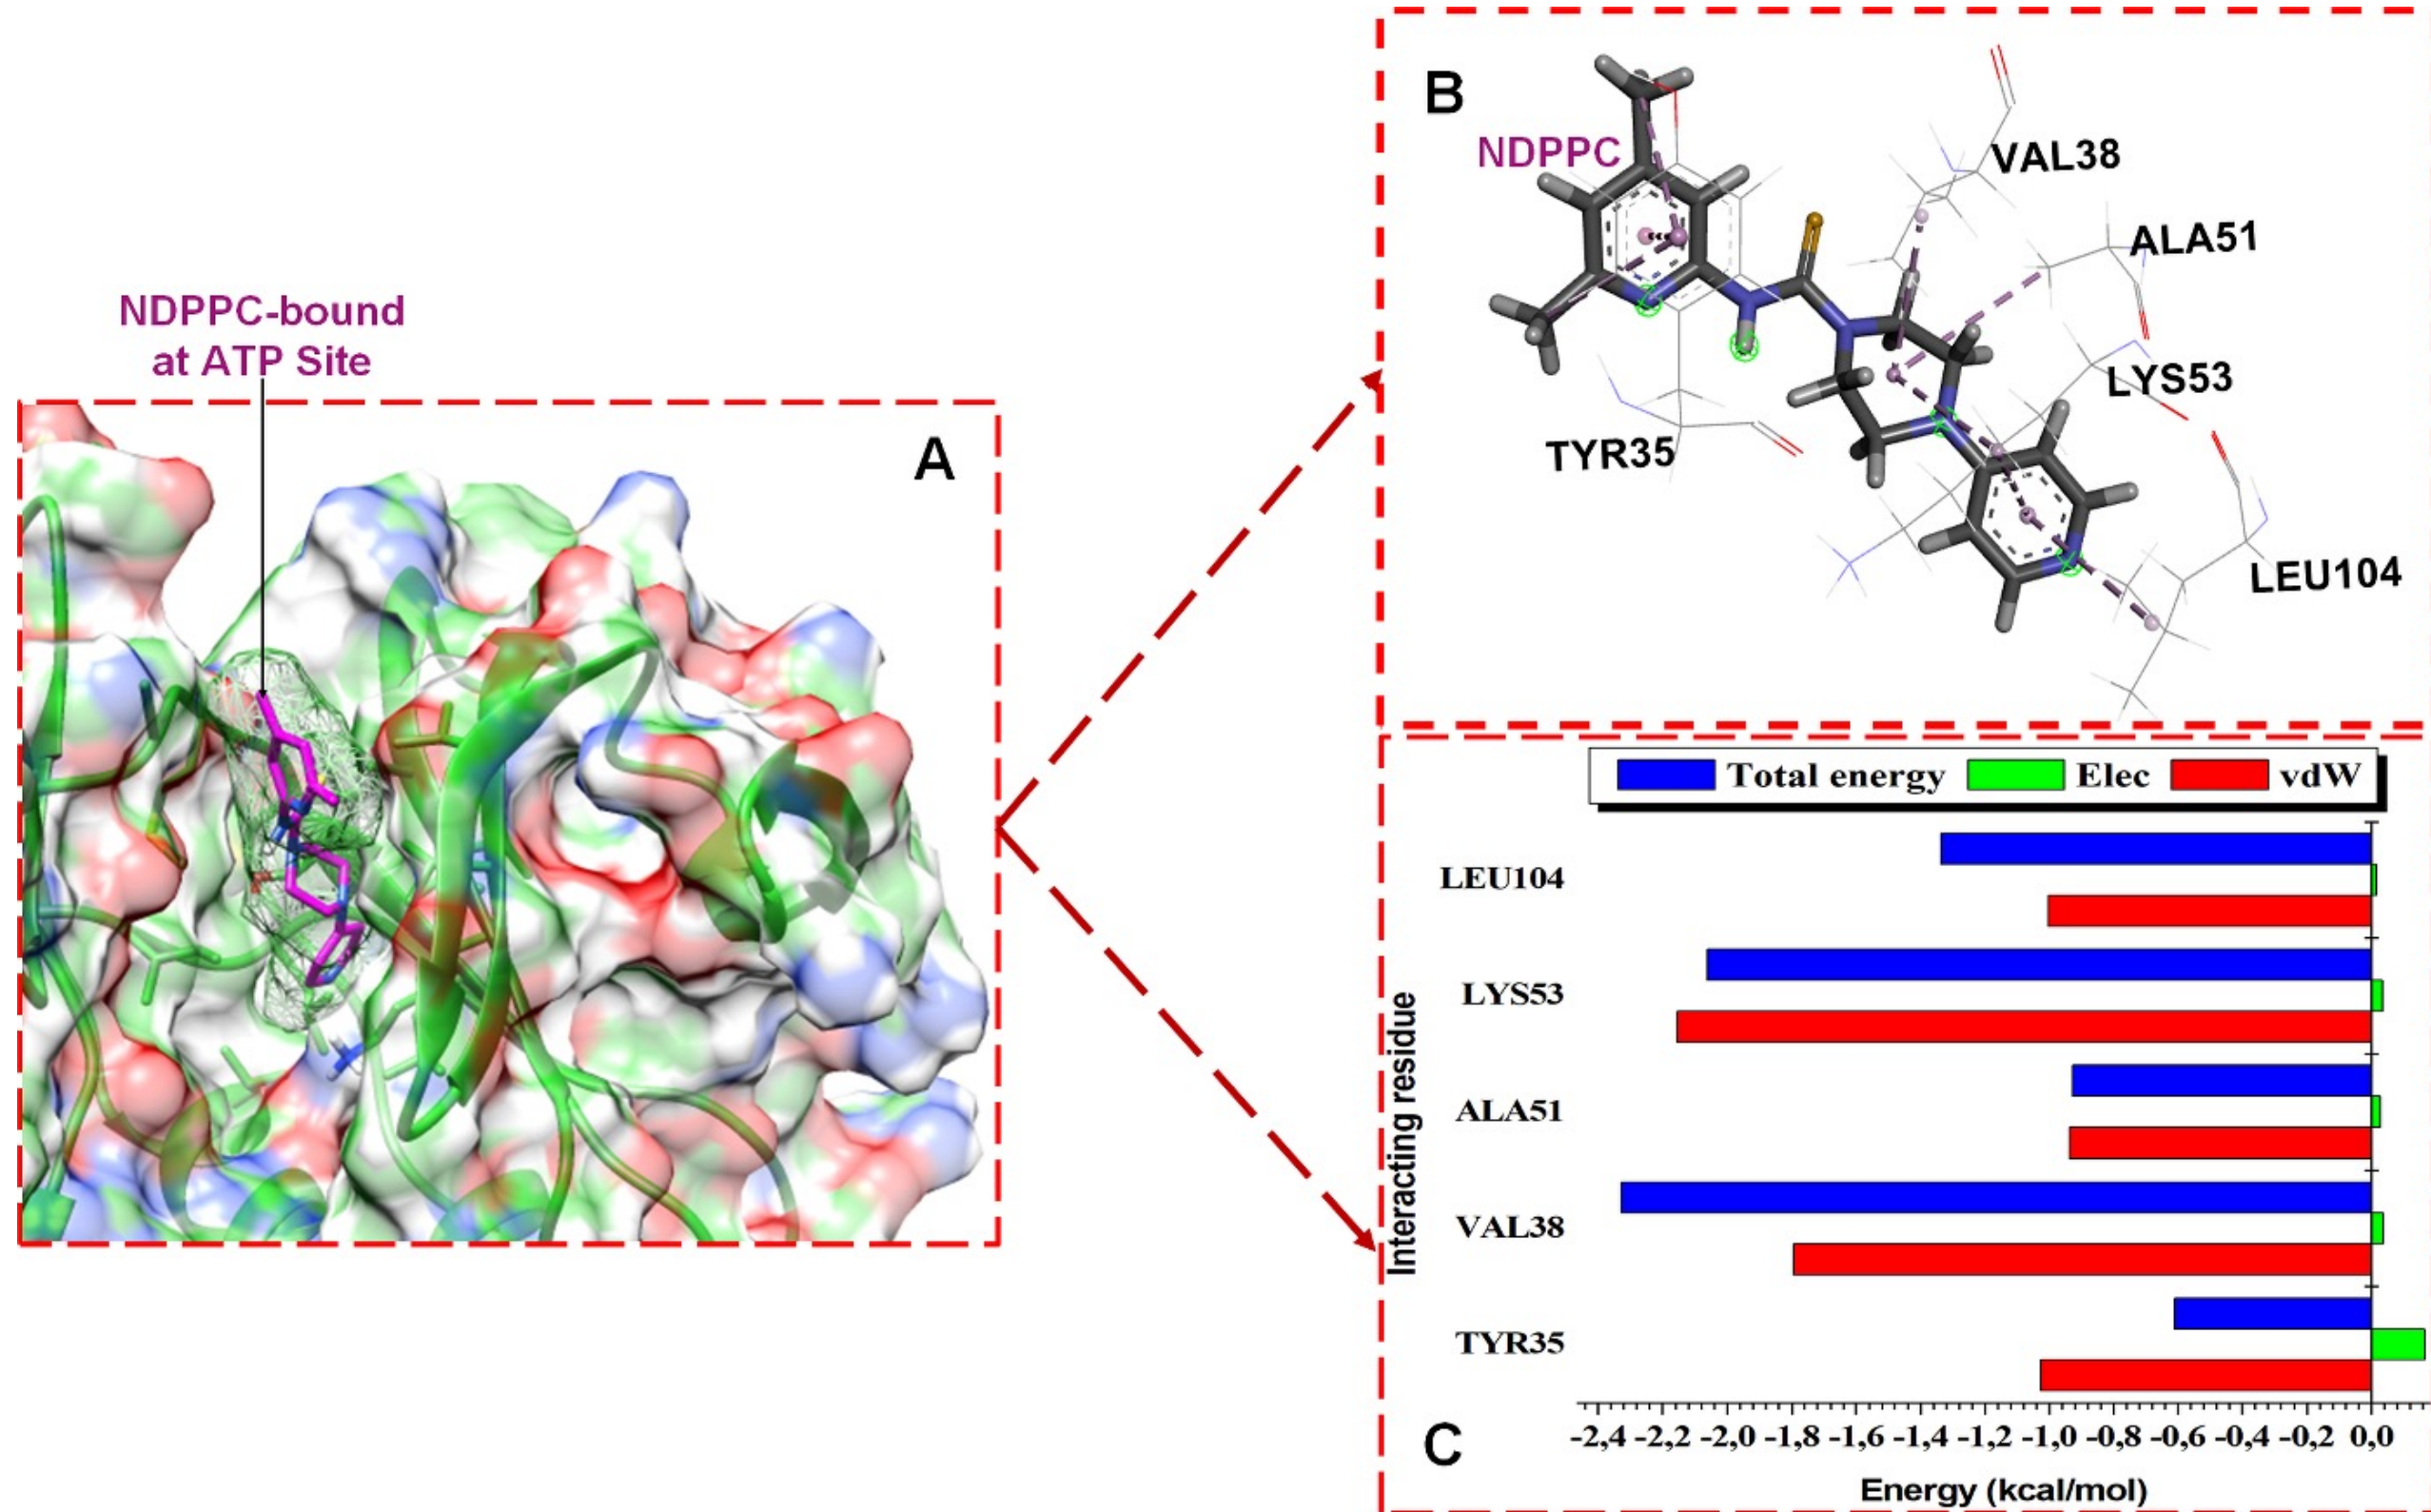 NDPPC-bound
at ATP Site
A
B
NDPPC
VAL38
ALA51
LYS53
TYR35
LEU104
Total energy Elec vdW
LEU104
LYS53
ALA51
VAL38
TYR35
Interacting residue
-2,4 -2,2 -2,0 -1,8 -1,6 -1,4 -1,2 -1,0 -0,8 -0,6 -0,4 -0,2 0,0
C
Energy (kcal/mol)